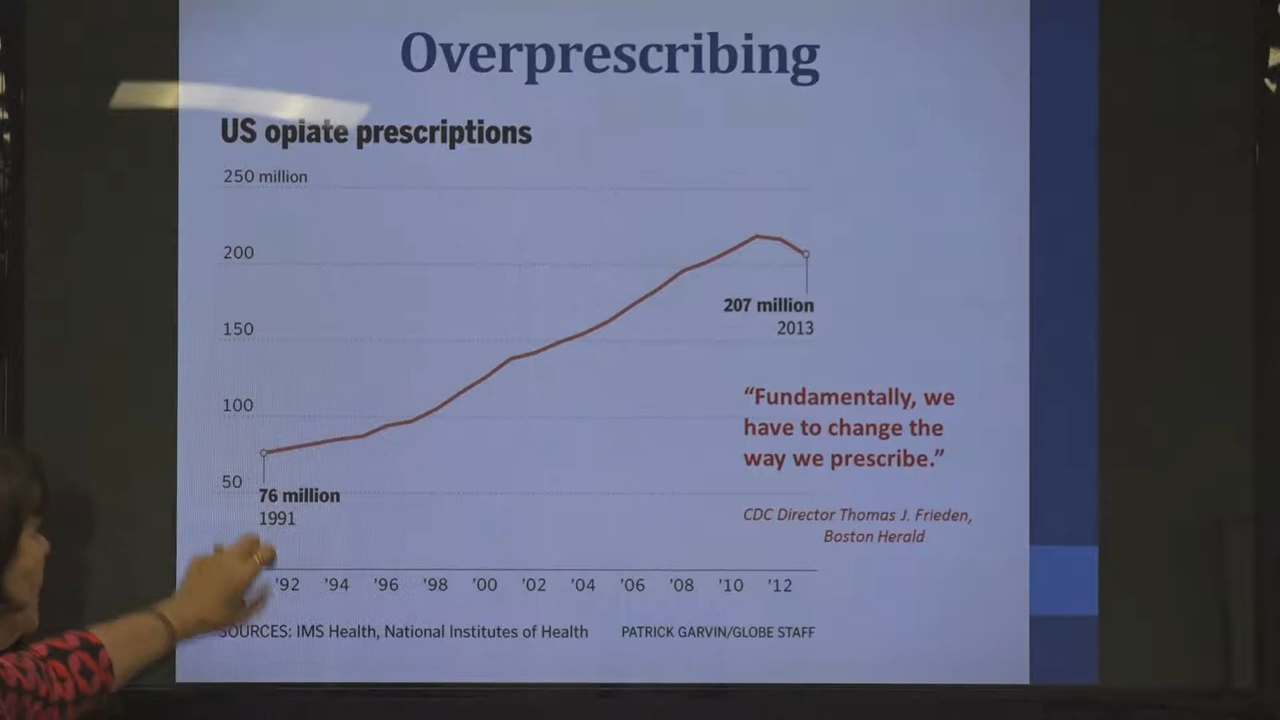 Overprescribing
US opiate prescriptions
250 million
200
150
100
50
207 million
2013
76 million
1991
“Fundamentally, we
have to change the
way we prescribe.”
CDC Director Thomas J. Frieden,
Boston Herald
'92 '94 '96 '98 '00 '02 '04 '06 '08 '10 '12
SOURCES: IMS Health, National Institutes of Health PATRICK GARVIN/GLOBE STAFF